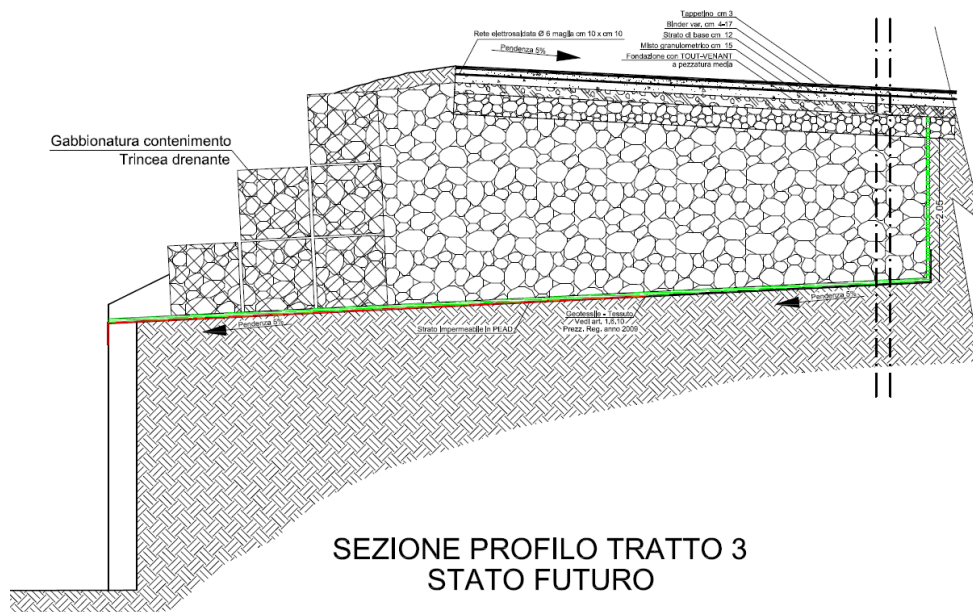 Tappetino cm 3
Binder var. cm 4-17
Strato di base cm 12
Misto granulometrico cm 15
Fondazione con TOUT-VENANT
a pezzatura media
Rete elettrosaldata Ø 6 maglia cm 10 x cm 10
Pendenza 5%
Gabbionatura contenimento
Trincea drenante
2.05
Pendenza 5%
Pendenza 5%
Strato Impermeabile in PEAD
Geotessile - Tessuto
Vedi art. 1,6,10
Prezz. Reg. anno 2009
SEZIONE PROFILO TRATTO 3
STATO FUTURO